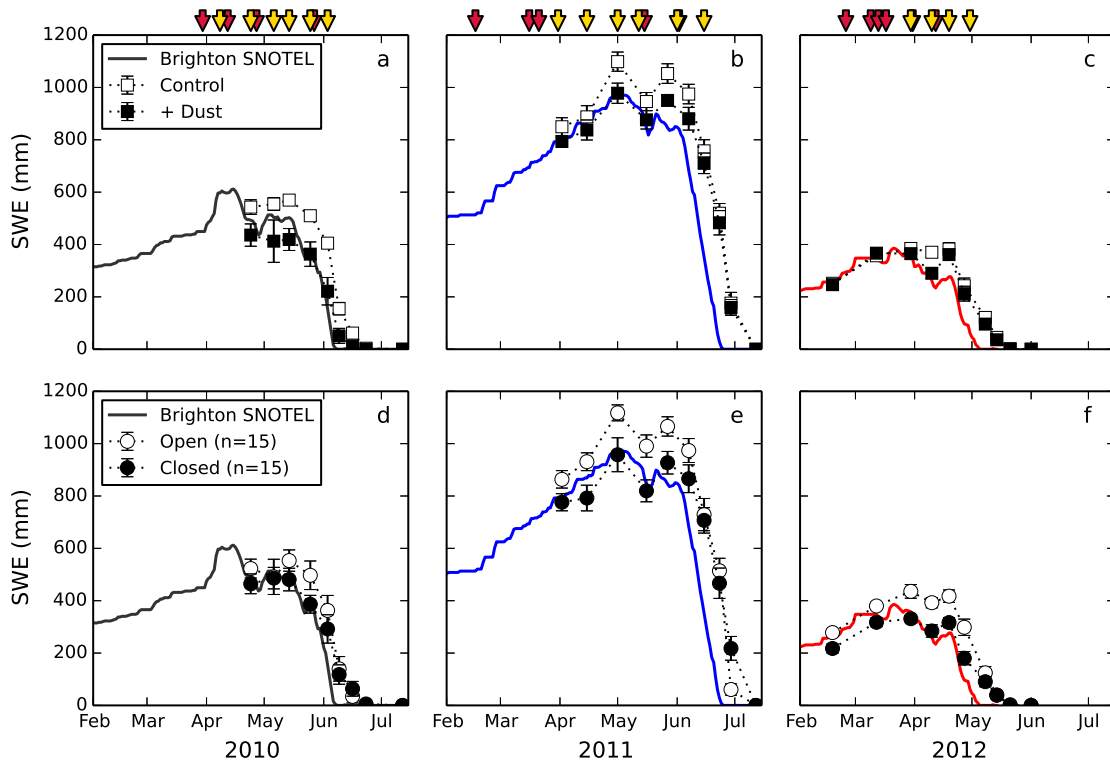 1200
1000
800
600
400
200
0
SWE (mm)
Brighton SNOTEL
Control
+ Dust
a
b
c
1200
1000
800
600
400
200
0
SWE (mm)
Brighton SNOTEL
Open (n=15)
Closed (n=15)
d
e
f
Feb Mar Apr May Jun Jul
Feb Mar Apr May Jun Jul
Feb Mar Apr May Jun Jul
2010
2011
2012